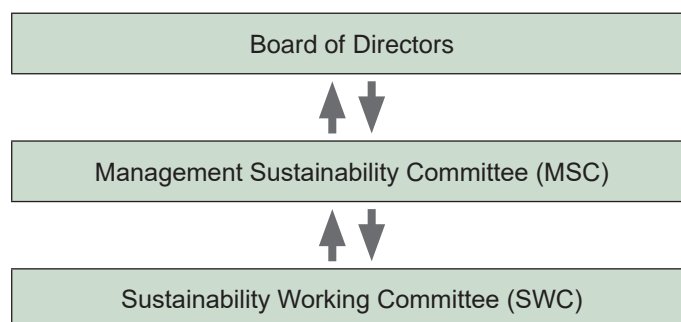 Board of Directors
Management Sustainability Committee (MSC)
Sustainability Working Committee (SWC)